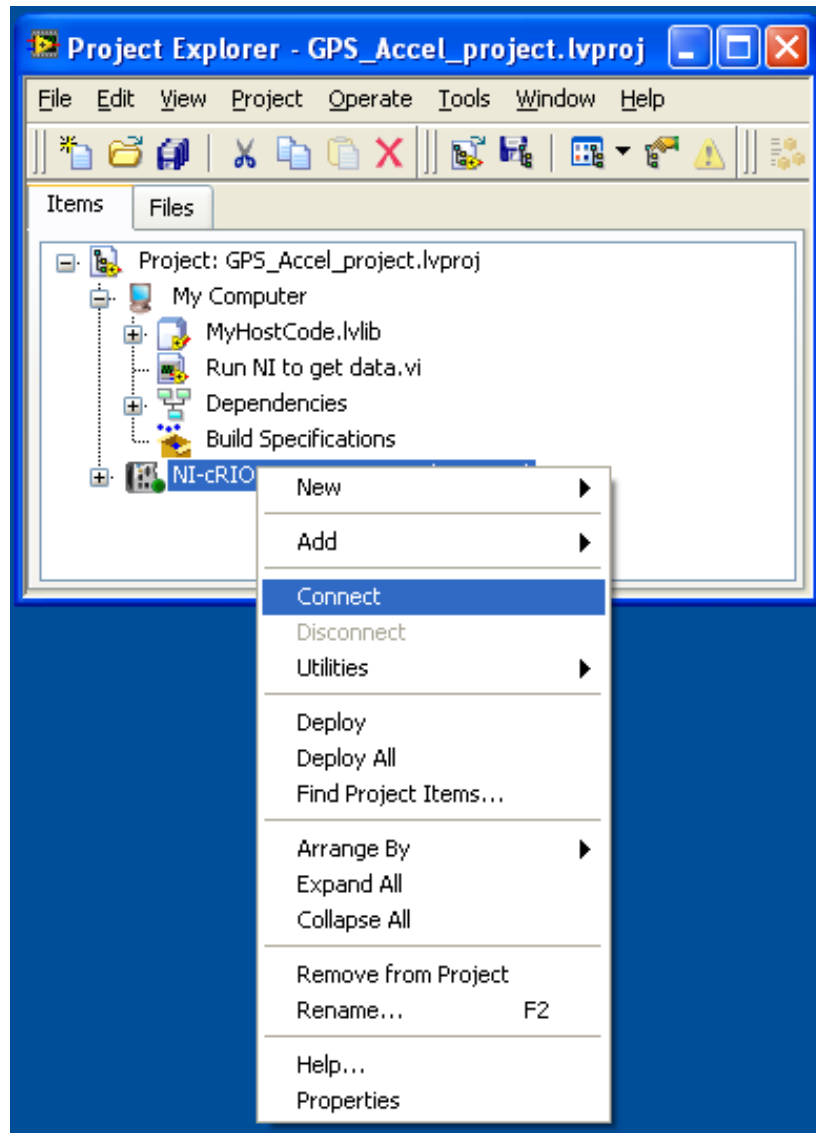 Project Explorer - GPS_Accel_project.lvproj
File Edit View Project Operate Tools Window Help
Items Files
Project: GPS_Accel_project.lvproj
My Computer
MyHostCode.lvlib
Run NI to get data.vi
Dependencies
Build Specifications
NI-cRIO
New
Add
Connect
Disconnect
Utilities
Deploy
Deploy All
Find Project Items...
Arrange By
Expand All
Collapse All
Remove from Project
Rename... F2
Help...
Properties